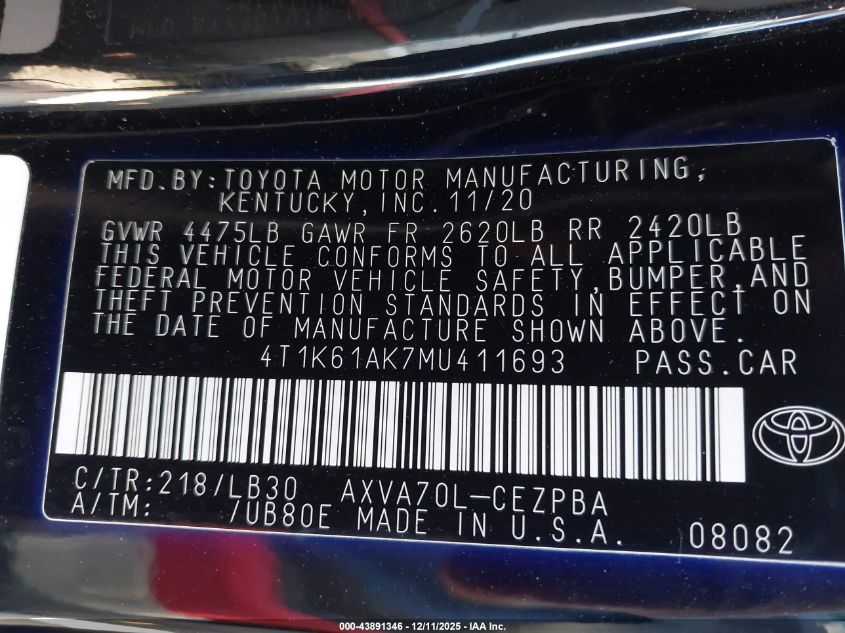 MFD.BY:TOYOTA MOTOR MANUFACTURING,
KENTUCKY,INC.11/20
GVWR 4475LB GAWR FR 2620LB RR 2420LB
THIS VEHICLE CONFORMS TO ALL APPLICABLE
FEDERAL MOTOR VEHICLE SAFETY,BUMPER,AND
THEFT PREVENTION STANDARDS IN EFFECT ON
THE DATE OF MANUFACTURE SHOWN ABOVE.
4T1K61AK7MU411693 PASS.CAR
C/TR:218/LB30 AXVA70L-CEZPBA
A/TM: /UB80E MADE IN U.S.A. 08082
000-43891346 - 12/11/2025 - IAA Inc.